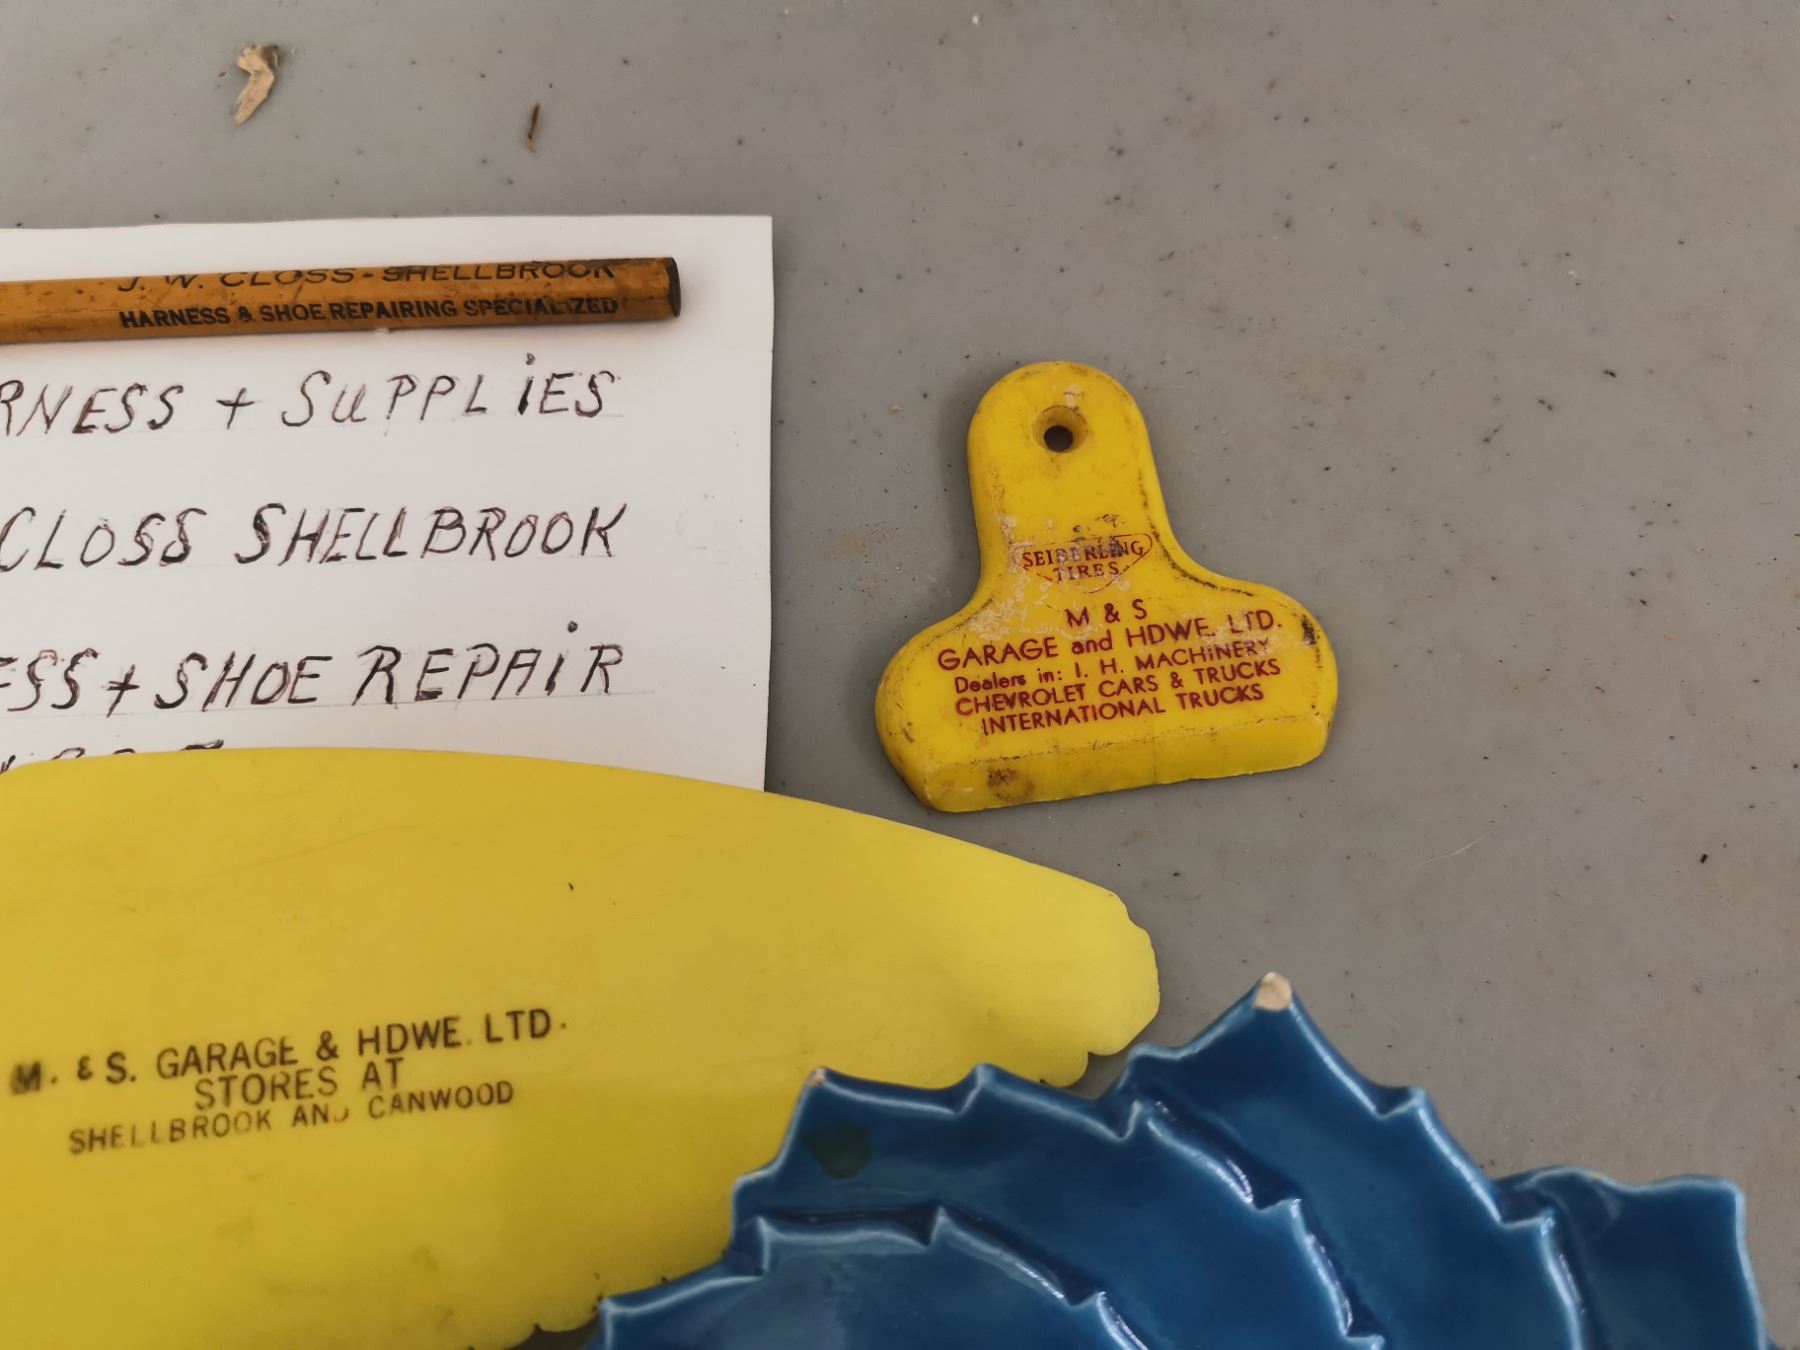 J. W. CLOSS - SHELLBROOK
HARNESS & SHOE REPAIRING SPECIALIZED
RNESS + SUPPLIES
CLOSS SHELLBROOK
ESS + SHOE REPAIR
SEIBERLING
TIRES
M & S
GARAGE and HDWE. LTD.
Dealers in: I. H. MACHINERY
CHEVROLET CARS & TRUCKS
INTERNATIONAL TRUCKS
M. & S. GARAGE & HDWE. LTD.
STORES AT
SHELLBROOK AND CANWOOD